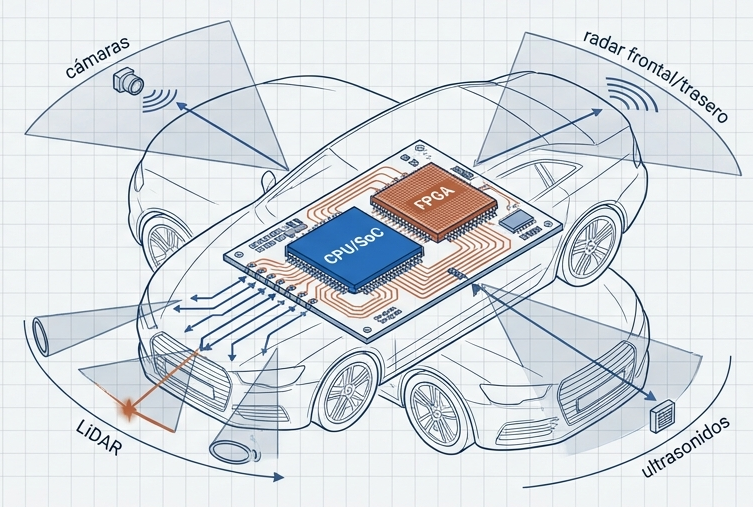 cámaras
radar frontal/trasero
FPGA
CPU/SoC
LiDAR
ultrasonidos